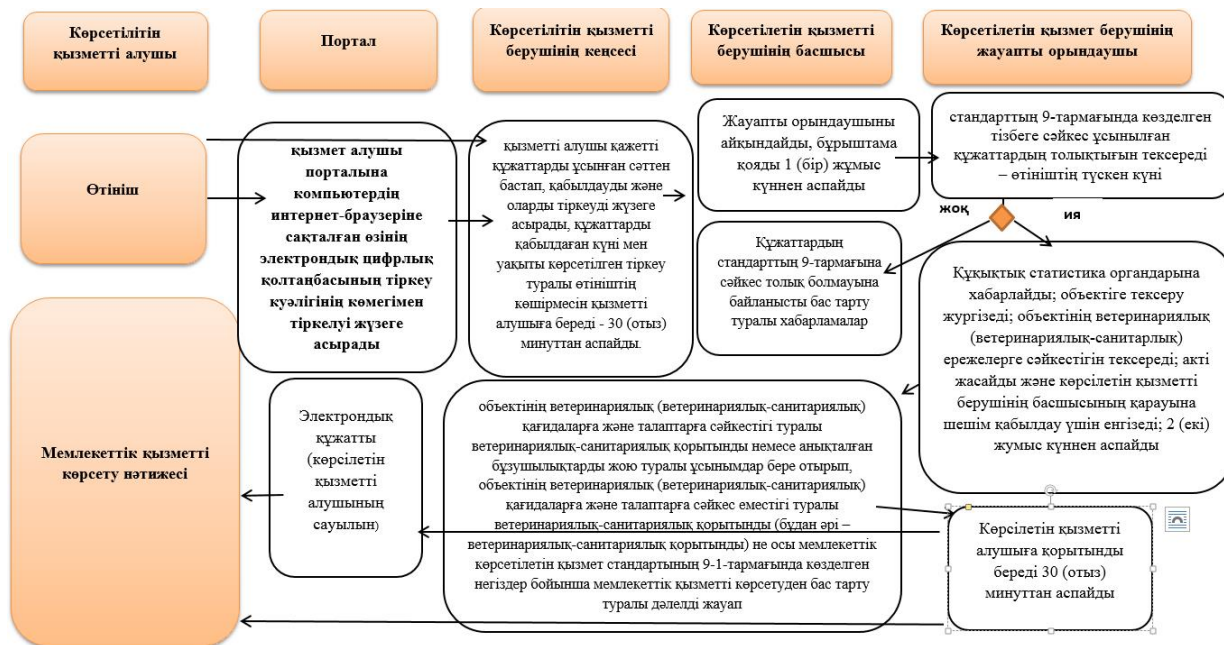 Көрсетілітін
қызметті алушы
Портал
Көрсетілітін қызметті
берушінің кеңсесі
Көрсетілетін қызметті
берушінің басшысы
Көрсетілетін қызмет берушінің
жауапты орындаушы
Өтініш
қызмет алушы
порталына
компьютердің
интернет-браузеріне
сақталған өзінің
электрондық цифрлық
қолтаңбасының тіркеу
куәлігінің көмегімен
тіркелуі жүзеге
асырады
қызметті алушы қажетті
құжаттарды ұсынған сәттен
бастап, қабылдауды және
оларды тіркеуді жүзеге
асырады, құжаттарды
қабылдаған күні мен
уақыты көрсетілген тіркеу
туралы өтініштің
көшірмесін қызметті
алушыға береді - 30 (отыз)
минуттан аспайды.
Жауапты орындаушыны
айқындайды, бұрыштама
қояды 1 (бір) жұмыс
күннен аспайды
стандарттың 9-тармағында көзделген
тізбеге сәйкес ұсынылған
құжаттардың толықтығын тексереді
– өтініштің түскен күні
жоқ
ия
Құжаттардың
стандарттың 9-тармағына
сәйкес толық болмауына
байланысты бас тарту
туралы хабарламалар
Құқықтық статистика органдарына
хабарлайды; объектіге тексеру
жургізеді; объектінің ветеринариялық
(ветеринариялық-санитарлық)
ережелерге сәйкестігін тексереді; акті
жасайды және көрсілетін қызметті
берушінің басшысының қарауына
шешім қабылдау үшін енгізеді; 2 (екі)
жумыс күннен аспайды
Мемлекеттік қызметті
көрсету нәтижесі
Электрондық
құжатты
(көрсілетін
қызметті
алушының
сауылын)
объектінің ветеринариялық (ветеринариялық-санитариялық)
қағидаларға және талаптарға сәйкестігі туралы
ветеринариялық-санитариялық қорытынды немесе анықталған
бұзушылықтарды жою туралы ұсынымдар бере отырып,
объектінің ветеринариялық (ветеринариялық-санитариялық)
қағидаларға және талаптарға сәйкес еместігі туралы
ветеринариялық-санитариялық қорытынды (бұдан әрі –
ветеринариялық-санитариялық қорытынды) не осы мемлекеттік
көрсетілетін қызмет стандартының 9-1-тармағында көзделген
негіздер бойынша мемлекеттік қызметті көрсетуден бас тарту
туралы дәлелді жауап
Көрсілетін қызметті
алушыға қорытынды
береді 30 (отыз)
минуттан аспайды